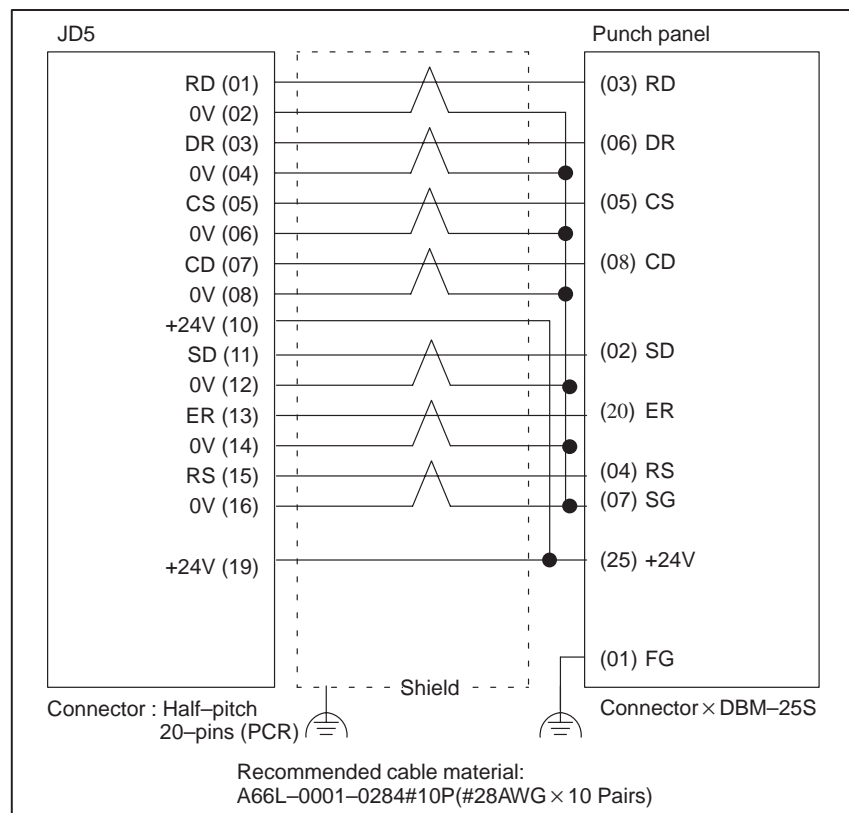 JD5
Punch panel
RD (01)
(03) RD
0V (02)
DR (03)
(06) DR
0V (04)
CS (05)
(05) CS
0V (06)
CD (07)
(08) CD
0V (08)
+24V (10)
SD (11)
(02) SD
0V (12)
ER (13)
(20) ER
0V (14)
RS (15)
(04) RS
0V (16)
(07) SG
+24V (19)
(25) +24V
(01) FG
Shield
Connector : Half–pitch
20–pins (PCR)
Connector × DBM–25S
Recommended cable material:
A66L–0001–0284#10P(#28AWG × 10 Pairs)